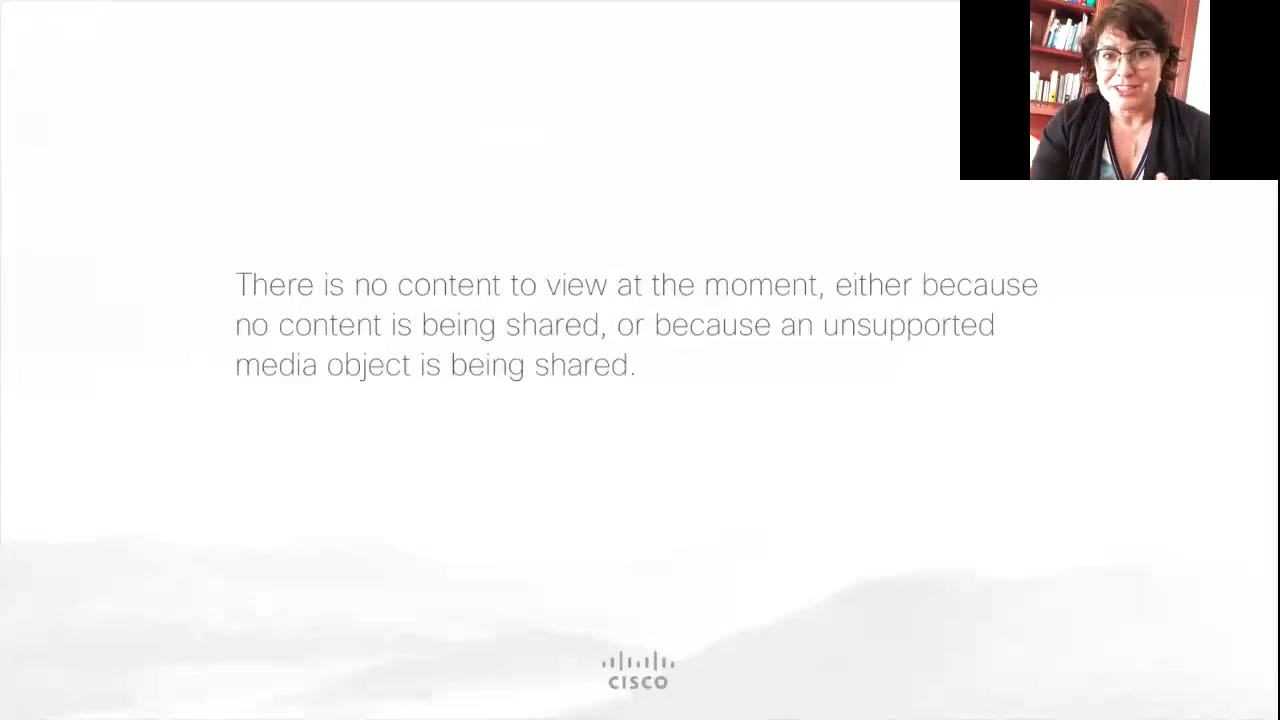 There is no content to view at the moment, either because
no content is being shared, or because an unsupported
media object is being shared.
CISCO